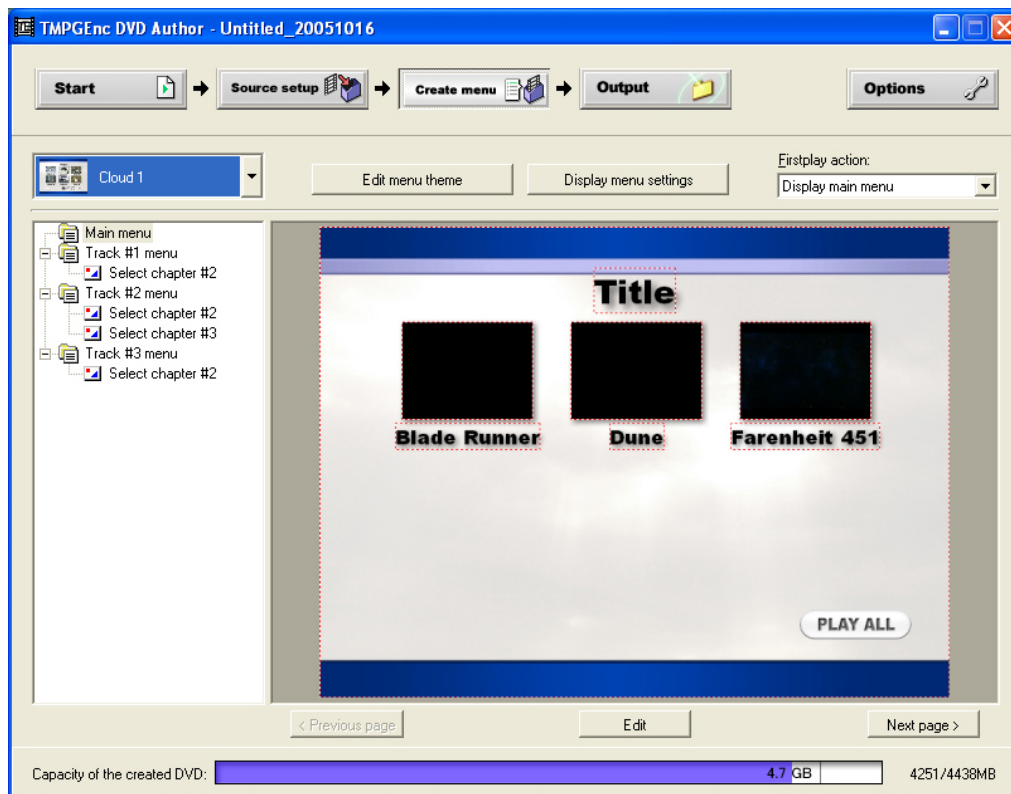 TMPGEnc DVD Author - Untitled_20051016
Start
Source setup
Create menu
Output
Options
Cloud 1
Edit menu theme
Display menu settings
Firstplay action:
Display main menu
Main menu
Track #1 menu
Select chapter #2
Track #2 menu
Select chapter #2
Select chapter #3
Track #3 menu
Select chapter #2
Title
Blade Runner
Dune
Farenheit 451
PLAY ALL
< Previous page
Edit
Next page >
Capacity of the created DVD:
4.7 GB
4251/4438MB